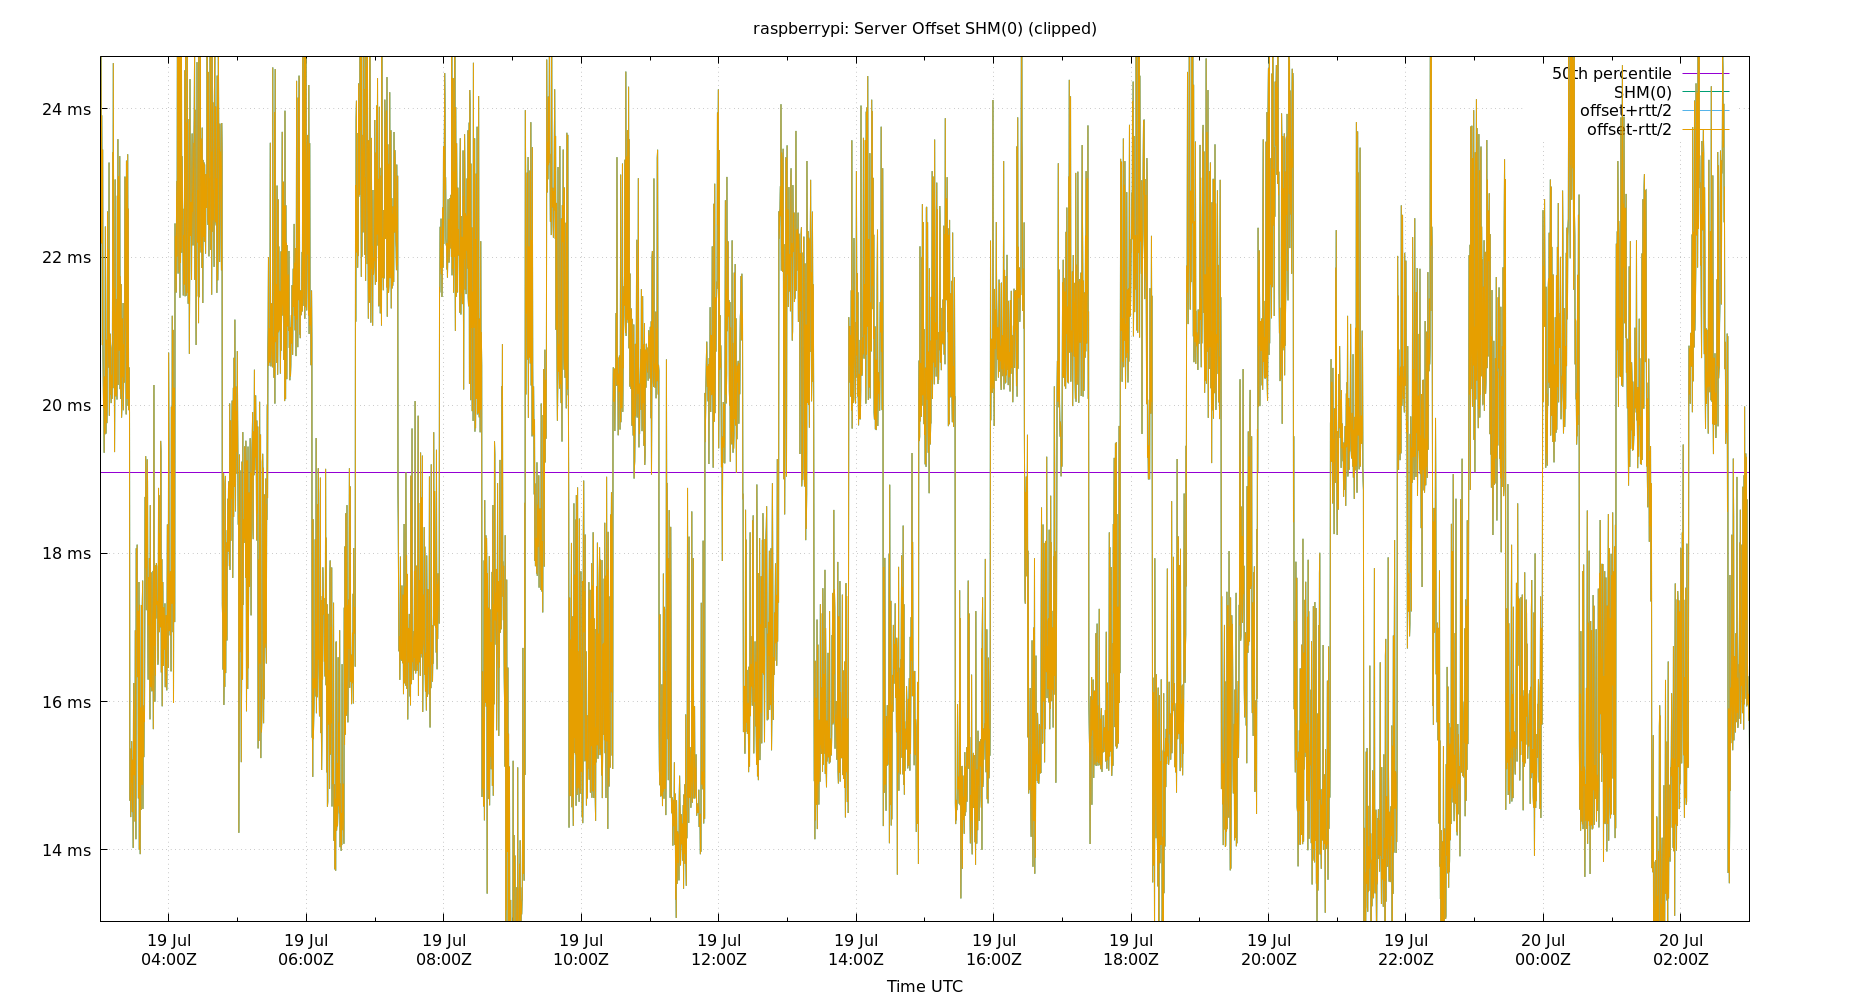 raspberrypi: Server Offset SHM(0) (clipped)
50th percentile
SHM(0)
offset+rtt/2
offset-rtt/2
24 ms
22 ms
20 ms
18 ms
16 ms
14 ms
19 Jul 19 Jul 19 Jul 19 Jul 19 Jul 19 Jul 19 Jul 19 Jul 19 Jul 19 Jul 20 Jul 20 Jul
04:00Z 06:00Z 08:00Z 10:00Z 12:00Z 14:00Z 16:00Z 18:00Z 20:00Z 22:00Z 00:00Z 02:00Z
Time UTC